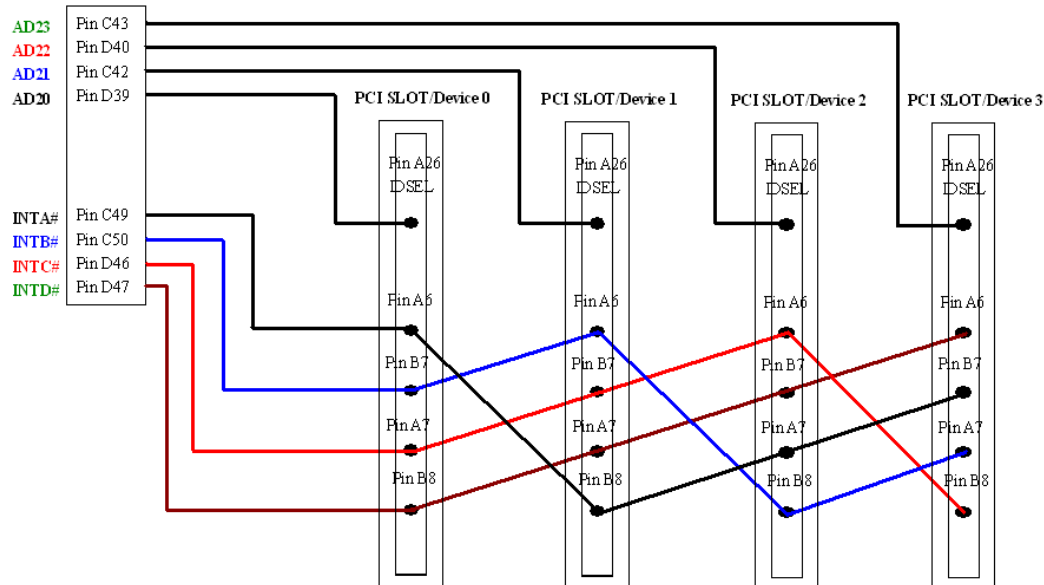 AD23 Pin C43
AD22 Pin D40
AD21 Pin C42
AD20 Pin D39
PCI SLOT/Device 0 PCI SLOT/Device 1 PCI SLOT/Device 2 PCI SLOT/Device 3
Pin A26 Pin A26 Pin A26 Pin A26
IDSEL IDSEL IDSEL IDSEL
INTA# Pin C49
INTB# Pin C50
INTC# Pin D46
INTD# Pin D47
Pin A6 Pin A6 Pin A6 Pin A6
Pin B7 Pin B7 Pin B7 Pin B7
Pin A7 Pin A7 Pin A7 Pin A7
Pin B8 Pin B8 Pin B8 Pin B8